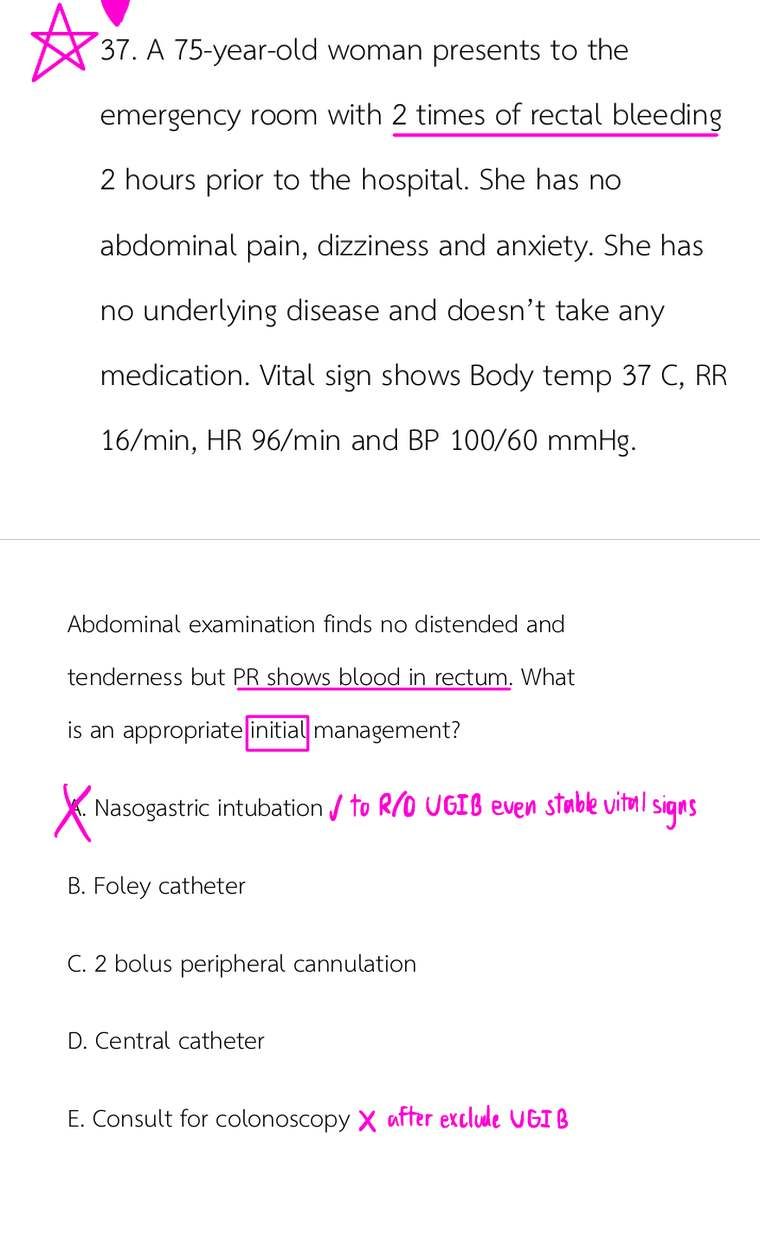 37. A 75-year-old woman presents to the
emergency room with 2 times of rectal bleeding
2 hours prior to the hospital. She has no
abdominal pain, dizziness and anxiety. She has
no underlying disease and doesn't take any
medication. Vital sign shows Body temp 37 C, RR
16/min, HR 96/min and BP 100/60 mmHg.
Abdominal examination finds no distended and
tenderness but PR shows blood in rectum. What
is an appropriate initial management?
A. Nasogastric intubation ✓ to R/O UGIB even stable vital signs
B. Foley catheter
C. 2 bolus peripheral cannulation
D. Central catheter
E. Consult for colonoscopy X after exclude UGIB